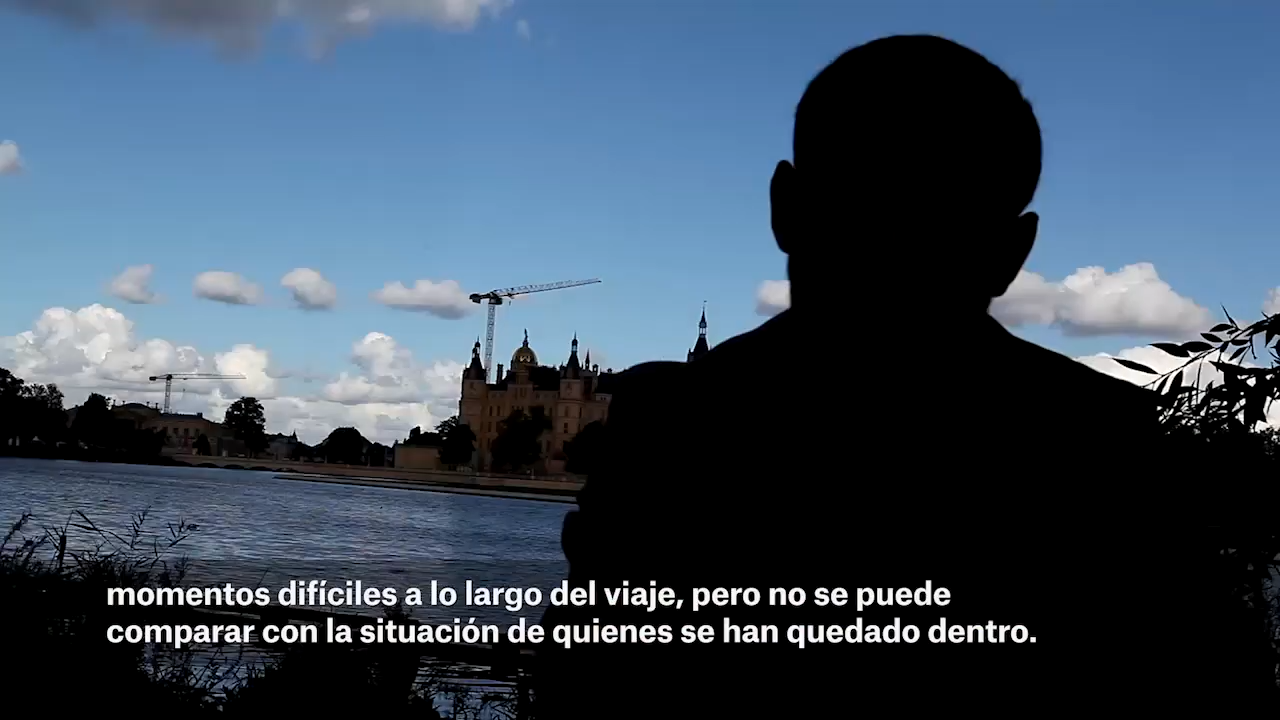 momentos difíciles a lo largo del viaje, pero no se puede
comparar con la situación de quienes se han quedado dentro.